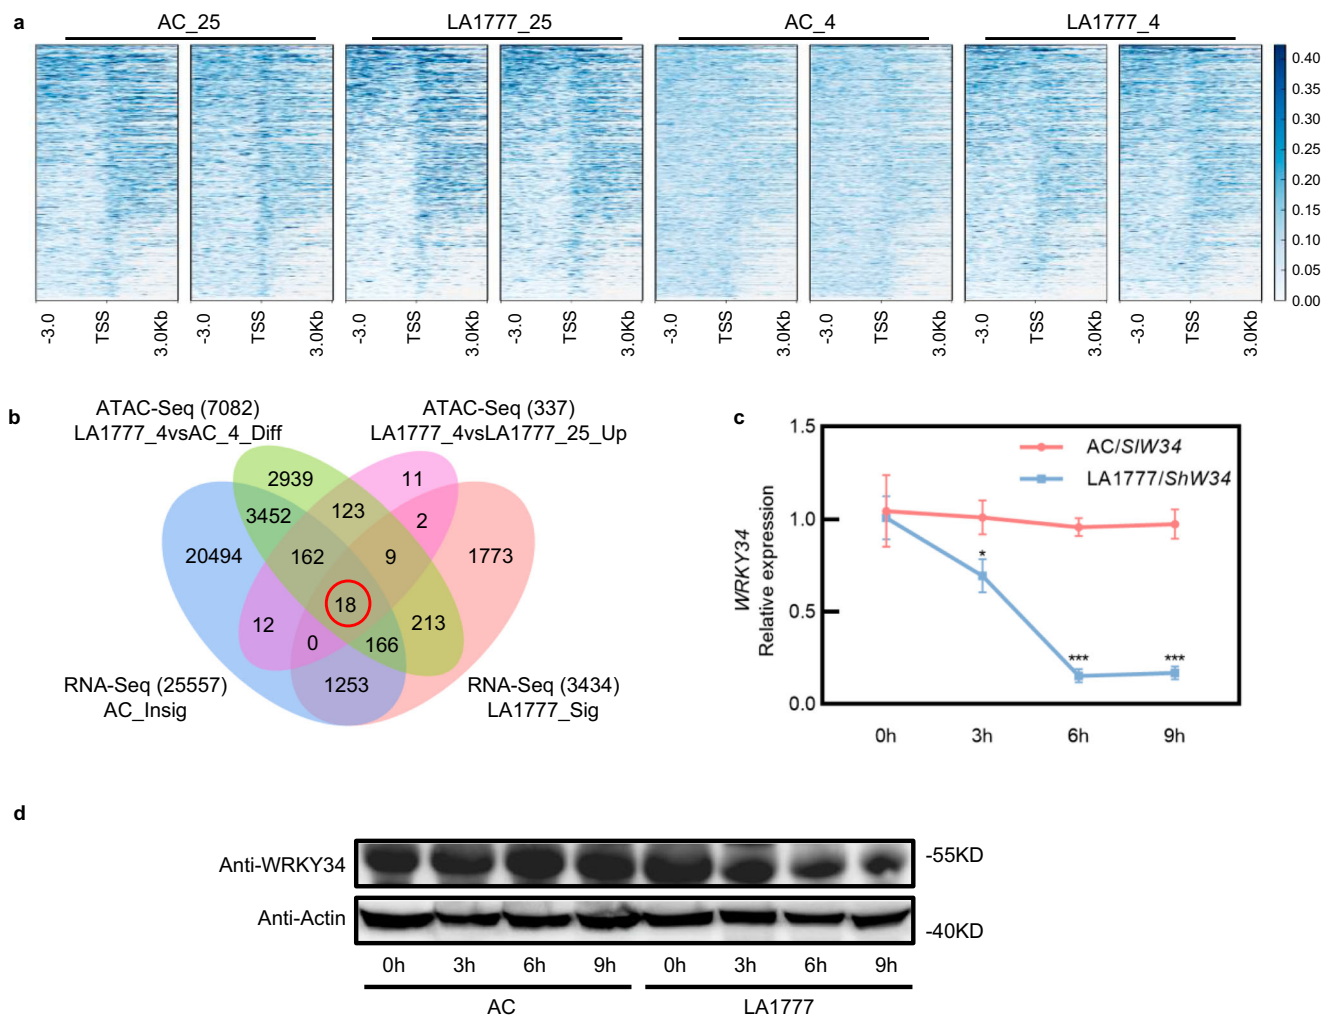 a
AC_25
LA1777_25
AC_4
LA1777_4
0.40
0.35
0.30
0.25
0.20
0.15
0.10
0.05
0.00
-3.0 TSS 3.0Kb -3.0 TSS 3.0Kb -3.0 TSS 3.0Kb -3.0 TSS 3.0Kb -3.0 TSS 3.0Kb -3.0 TSS 3.0Kb -3.0 TSS 3.0Kb -3.0 TSS 3.0Kb
b
ATAC-Seq (7082)
LA1777_4vsAC_4_Diff
ATAC-Seq (337)
LA1777_4vsLA1777_25_Up
2939
11
3452
123
2
20494
162
9
1773
18
12
0
166
213
1253
RNA-Seq (25557)
AC_Insig
RNA-Seq (3434)
LA1777_Sig
c
WRKY34
Relative expression
1.5
1.0
0.5
0.0
AC/SlW34
LA1777/ShW34
*
***
***
0h 3h 6h 9h
d
Anti-WRKY34
-55KD
Anti-Actin
-40KD
0h 3h 6h 9h 0h 3h 6h 9h
AC
LA1777